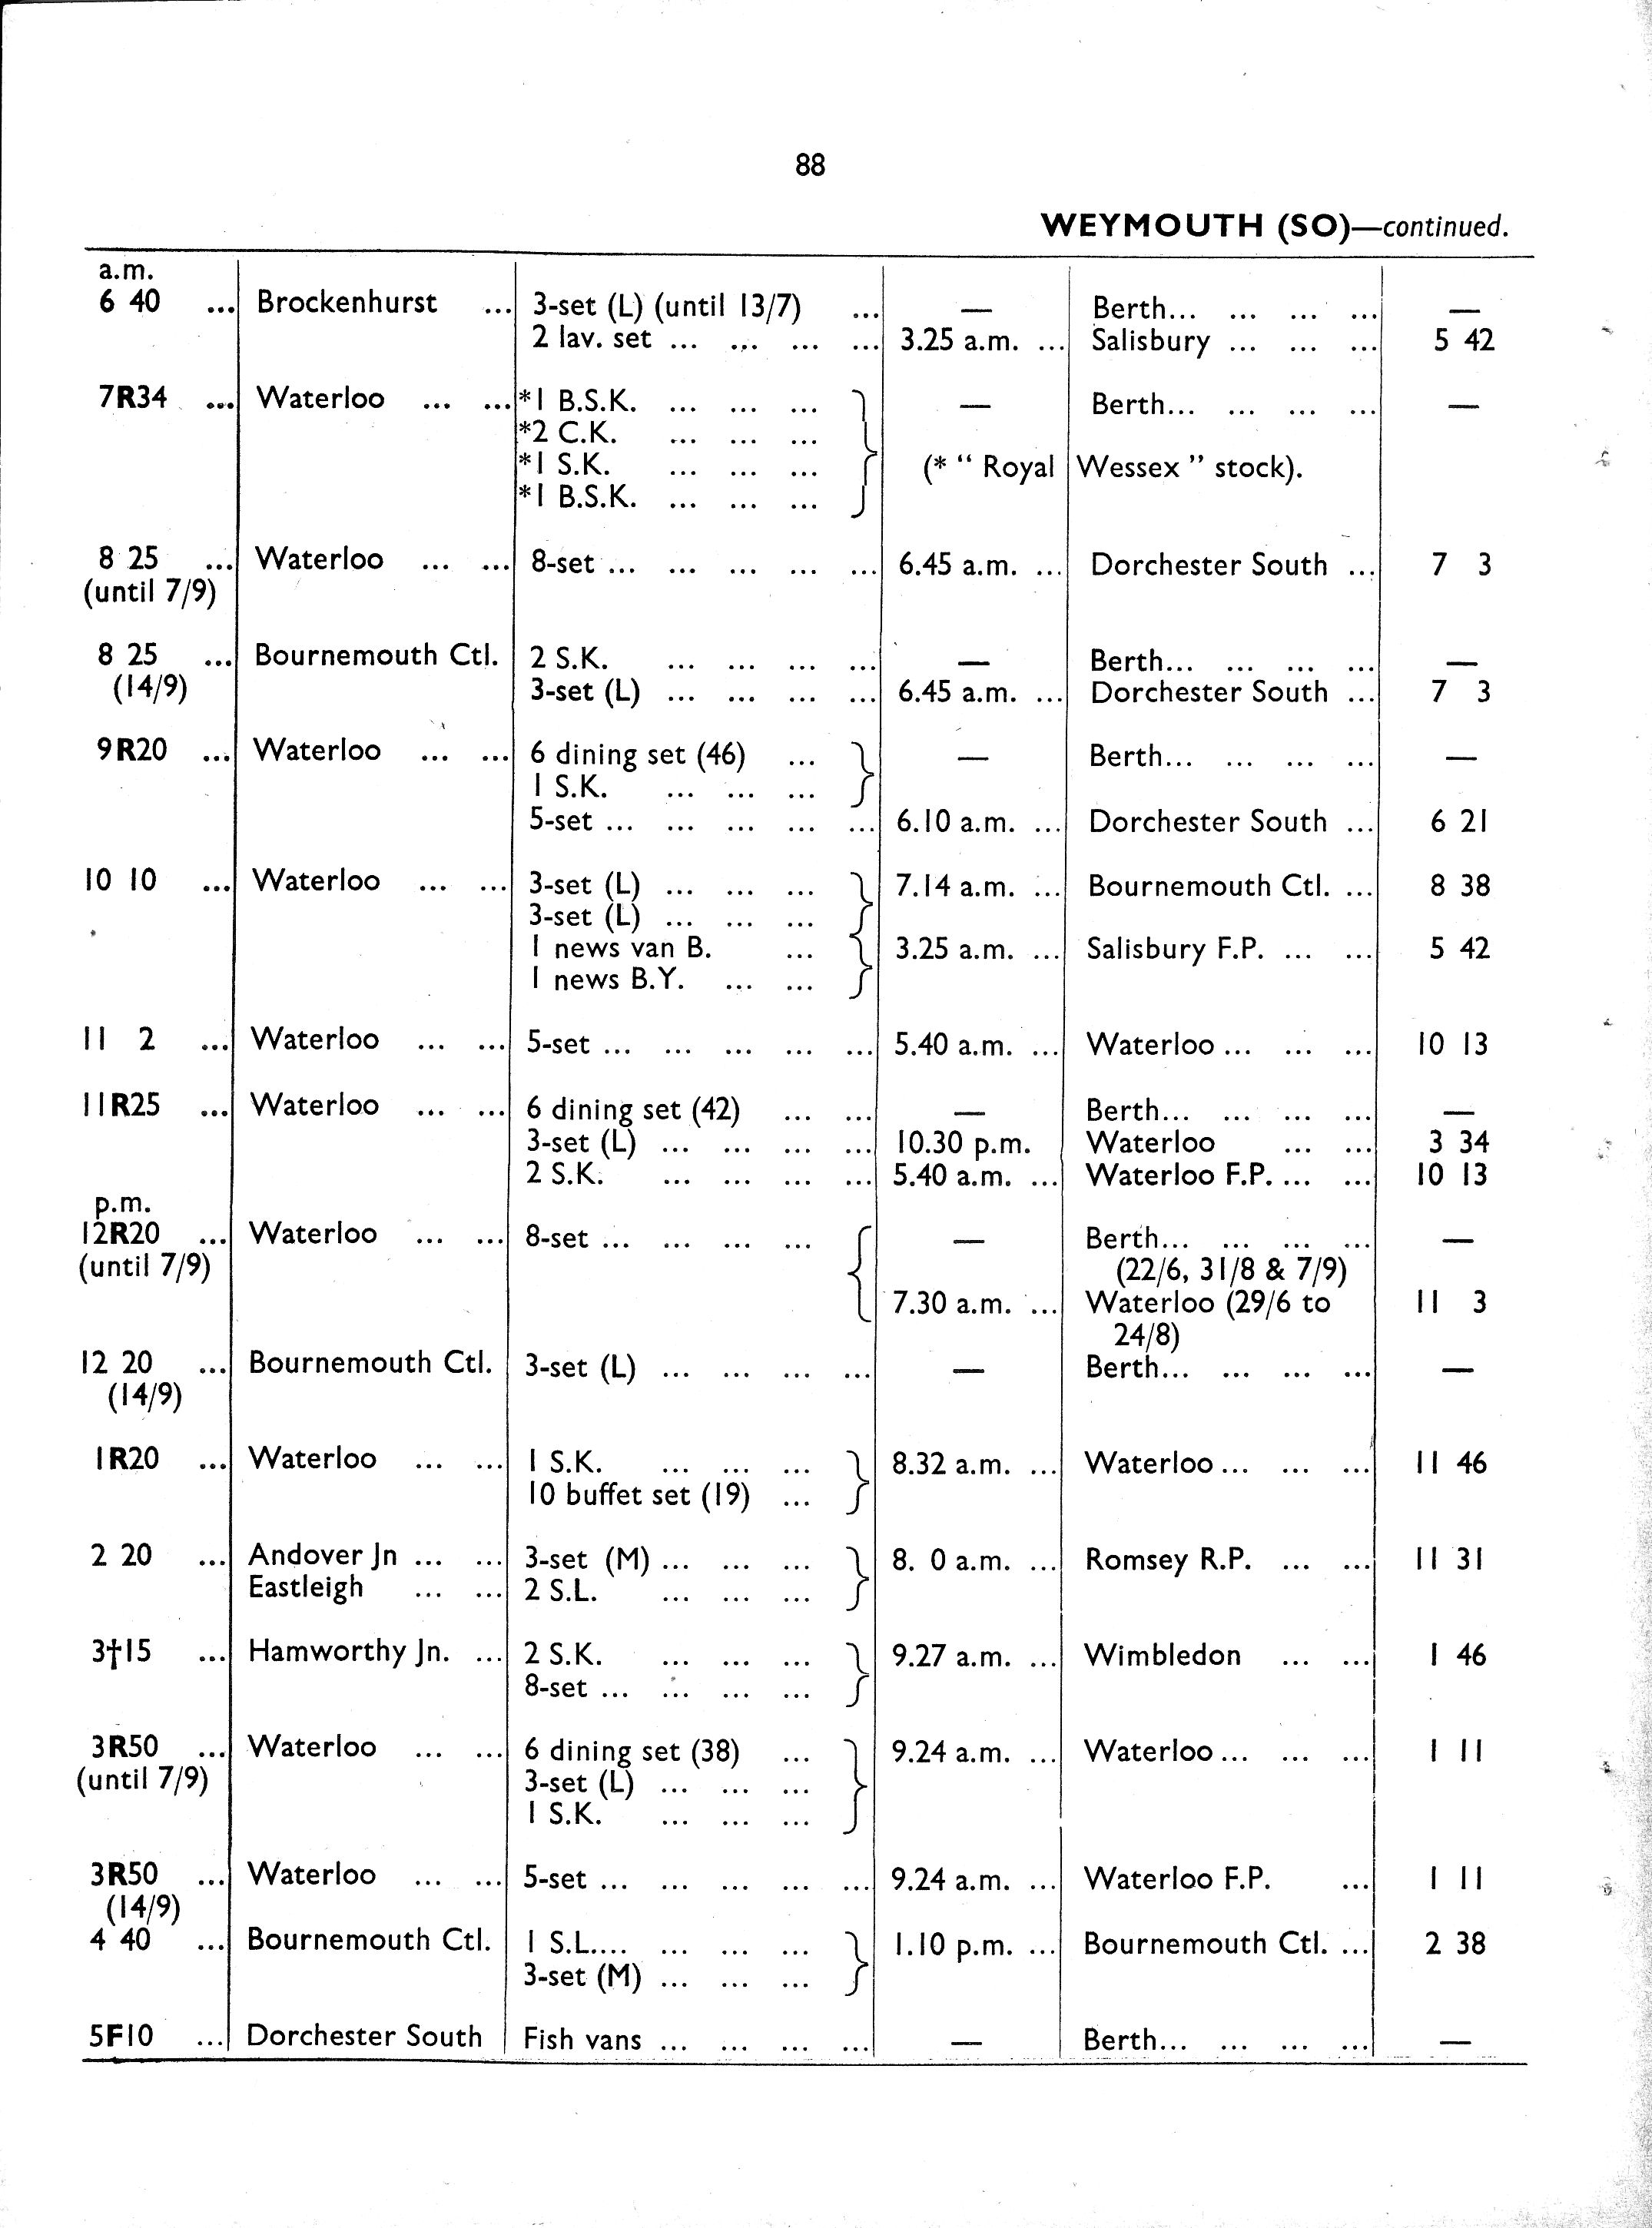 88
WEYMOUTH (SO)—continued.
a.m.
6 40 ... Brockenhurst ... 3-set (L) (until 13/7) ... — Berth... ... ... ... —
2 lav. set ... ... ... ... 3.25 a.m. ... Salisbury ... ... ... 5 42
7R34 ... Waterloo ... ... *1 B.S.K. ... ... ... — Berth... ... ... ... —
*2 C.K. ... ... ...
*1 S.K. ... ... ... (* “ Royal Wessex ” stock).
*1 B.S.K. ... ... ...
8 25 ... Waterloo ... ... 8-set ... ... ... ... ... 6.45 a.m. ... Dorchester South ... 7 3
(until 7/9)
8 25 ... Bournemouth Ctl. 2 S.K. ... ... ... ... — Berth... ... ... ... —
(14/9) 3-set (L) ... ... ... ... 6.45 a.m. ... Dorchester South ... 7 3
9R20 ... Waterloo ... ... 6 dining set (46) ... — Berth... ... ... ... —
1 S.K. ... ... ...
5-set ... ... ... ... ... 6.10 a.m. ... Dorchester South ... 6 21
10 10 ... Waterloo ... ... 3-set (L) ... ... ... 7.14 a.m. ... Bournemouth Ctl. ... 8 38
3-set (L) ... ... ...
1 news van B. ... 3.25 a.m. ... Salisbury F.P. ... ... 5 42
1 news B.Y. ... ...
11 2 ... Waterloo ... ... 5-set ... ... ... ... ... 5.40 a.m. ... Waterloo ... ... ... 10 13
11R25 ... Waterloo ... ... 6 dining set (42) ... ... — Berth... ... ... ... —
3-set (L) ... ... ... ... 10.30 p.m. Waterloo ... ... 3 34
2 S.K. ... ... ... ... 5.40 a.m. ... Waterloo F.P. ... ... 10 13
p.m.
12R20 ... Waterloo ... ... 8-set ... ... ... ... — Berth... ... ... ... —
(until 7/9) (22/6, 31/8 & 7/9)
7.30 a.m. ... Waterloo (29/6 to 11 3
24/8)
12 20 ... Bournemouth Ctl. 3-set (L) ... ... ... ... — Berth... ... ... ... —
(14/9)
1R20 ... Waterloo ... ... 1 S.K. ... ... ... 8.32 a.m. ... Waterloo ... ... ... 11 46
10 buffet set (19) ...
2 20 ... Andover Jn ... ... 3-set (M) ... ... ... 8. 0 a.m. ... Romsey R.P. ... ... 11 31
Eastleigh ... ... 2 S.L. ... ... ...
3†15 ... Hamworthy Jn. ... 2 S.K. ... ... ... 9.27 a.m. ... Wimbledon ... ... 1 46
8-set ... ... ... ...
3R50 ... Waterloo ... ... 6 dining set (38) ... 9.24 a.m. ... Waterloo ... ... ... 1 11
(until 7/9) 3-set (L) ... ... ...
1 S.K. ... ... ...
3R50 ... Waterloo ... ... 5-set ... ... ... ... ... 9.24 a.m. ... Waterloo F.P. ... 1 11
(14/9)
4 40 ... Bournemouth Ctl. 1 S.L.... ... ... ... 1.10 p.m. ... Bournemouth Ctl. ... 2 38
3-set (M) ... ... ...
5F10 ... Dorchester South Fish vans ... ... ... ... — Berth... ... ... ... —